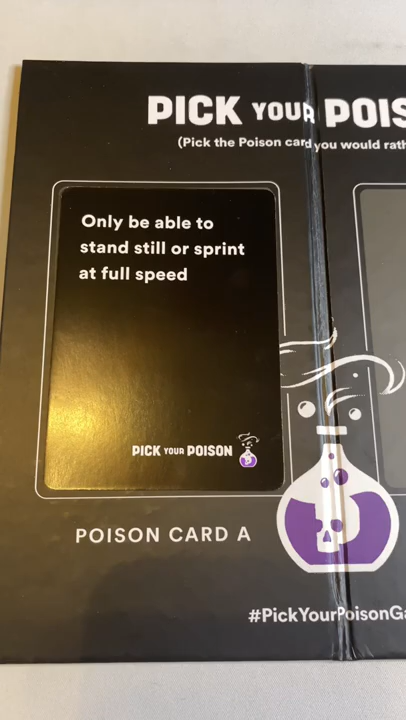 PICK YOUR POIS
(Pick the Poison card you would rath
Only be able to
stand still or sprint
at full speed
PICK YOUR POISON
POISON CARD A
#PickYourPoisonGa